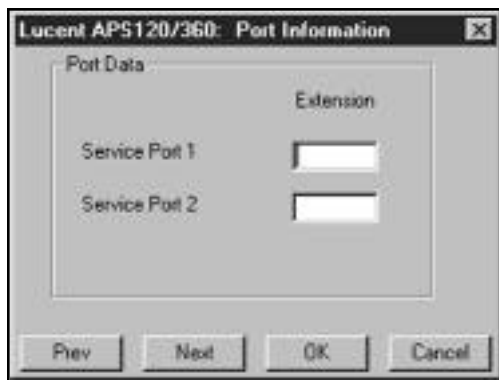 Lucent APS120/360: Port Information
Port Data
Extension
Service Port 1
Service Port 2
Prev Next OK Cancel